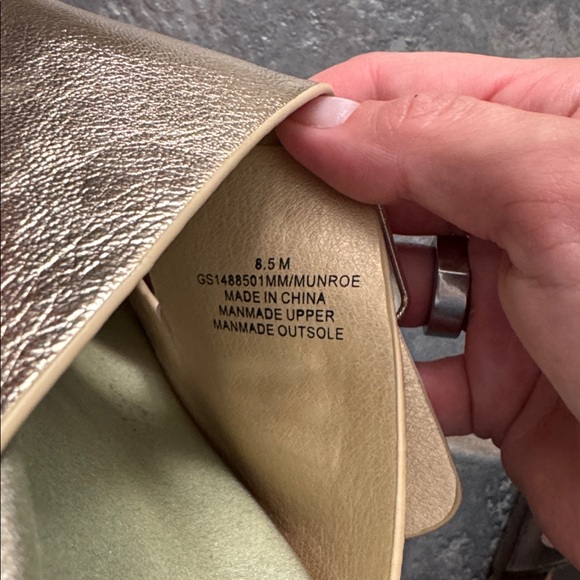 8.5 M
GS1488501MM/MUNROE
MADE IN CHINA
MANMADE UPPER
MANMADE OUTSOLE